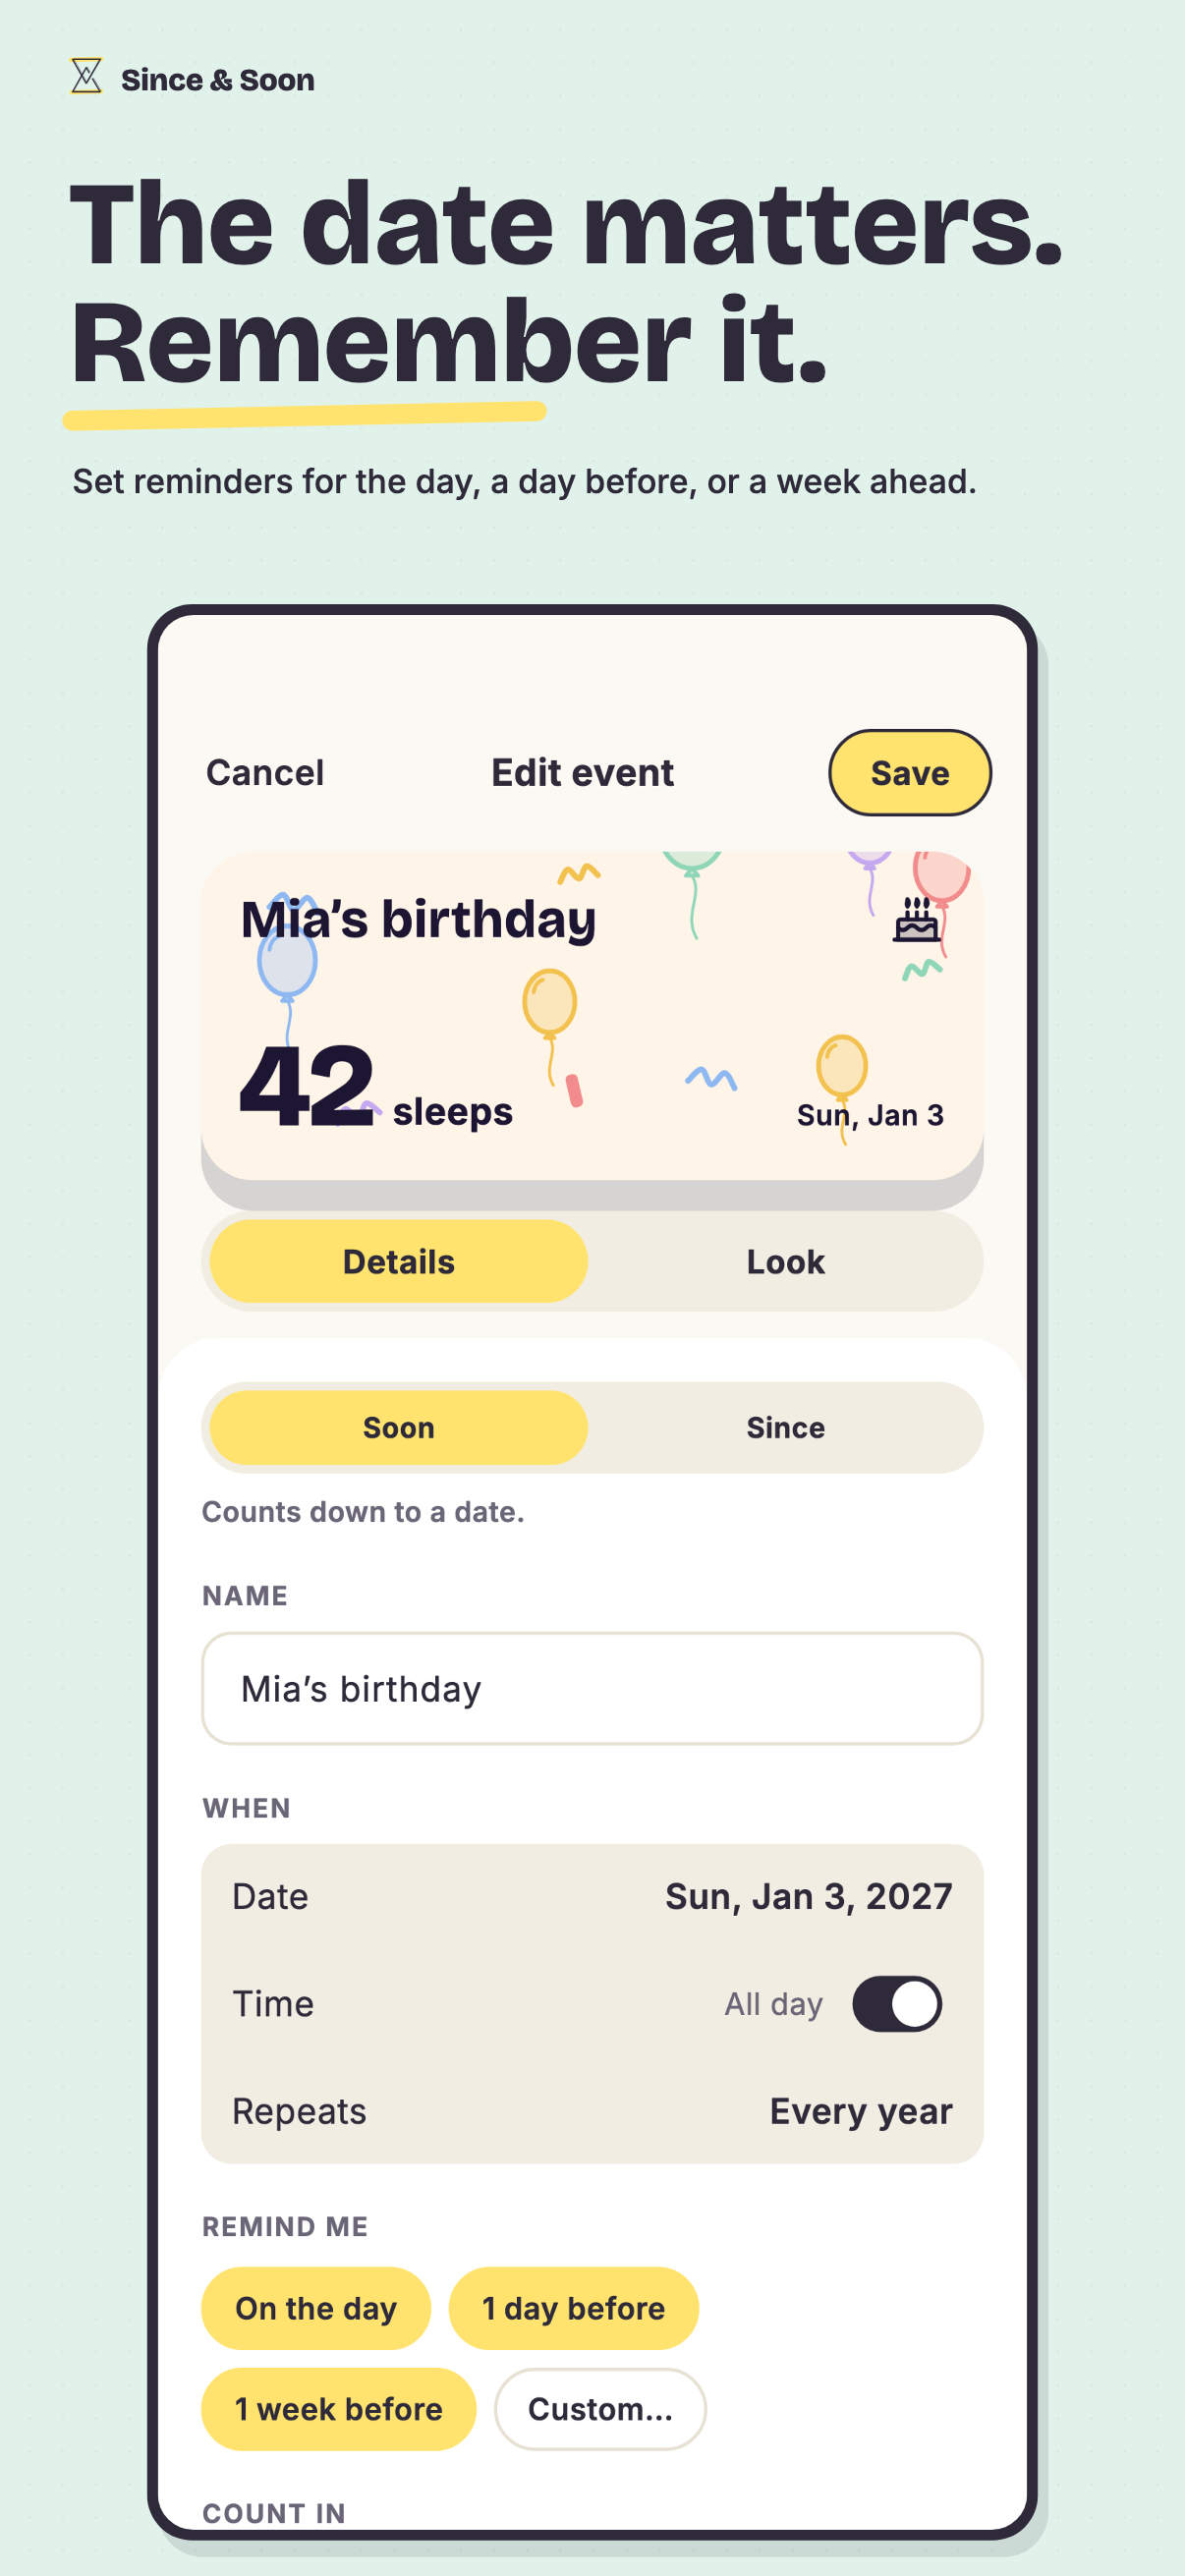 Since & Soon
The date matters.
Remember it.
Set reminders for the day, a day before, or a week ahead.
Cancel
Edit event
Save
Mia’s birthday
42 sleeps
Sun, Jan 3
Details
Look
Soon
Since
Counts down to a date.
NAME
Mia’s birthday
WHEN
Date
Sun, Jan 3, 2027
Time
All day
Repeats
Every year
REMIND ME
On the day
1 day before
1 week before
Custom...
COUNT IN